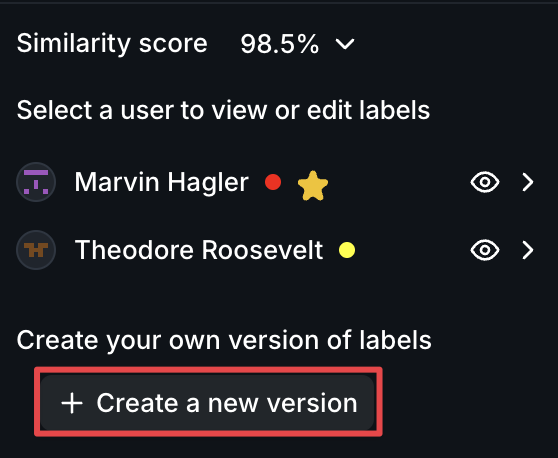 Similarity score 98.5%
Select a user to view or edit labels
Marvin Hagler
Theodore Roosevelt
Create your own version of labels
+ Create a new version